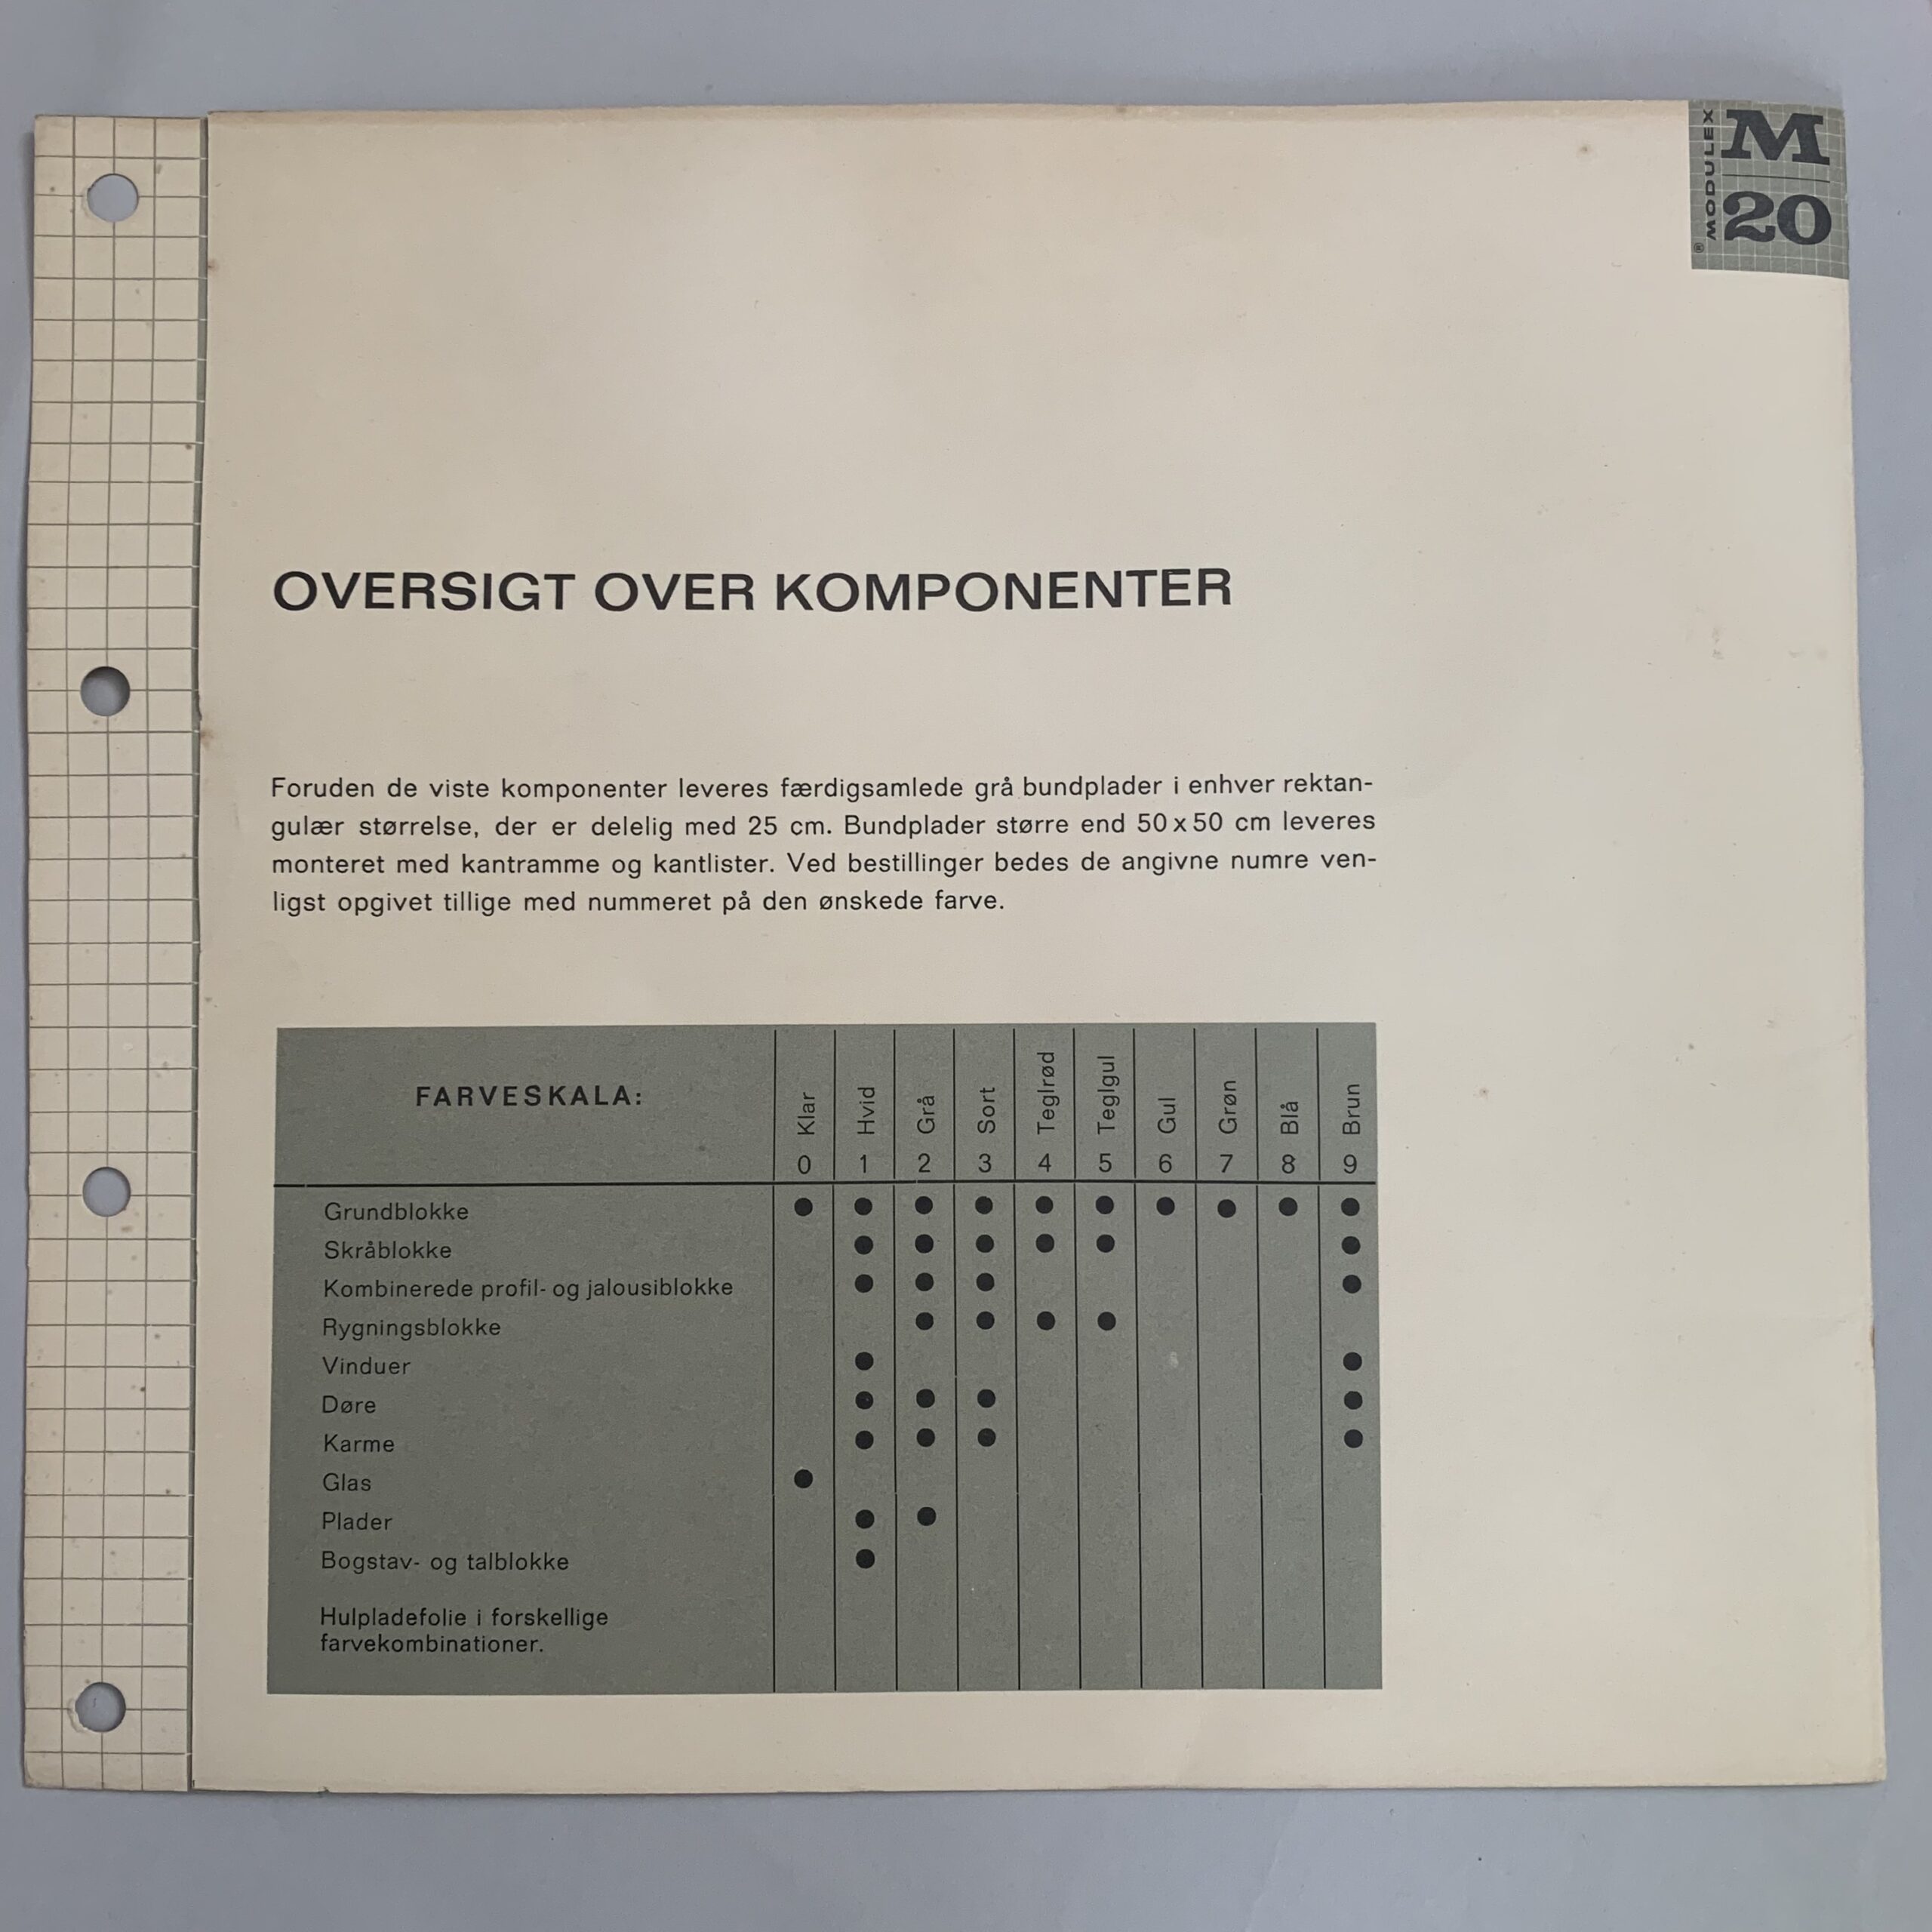 MODULEX®
M
20
OVERSIGT OVER KOMPONENTER
Foruden de viste komponenter leveres færdigsamlede grå bundplader i enhver rektan-
gulær størrelse, der er delelig med 25 cm. Bundplader større end 50x50 cm leveres
monteret med kantramme og kantlister. Ved bestillinger bedes de angivne numre ven-
ligst opgivet tillige med nummeret på den ønskede farve.
FARVESKALA:
Klar Hvid Grå Sort Teglrød Teglgul Gul Grøn Blå Brun
0 1 2 3 4 5 6 7 8 9
Grundblokke ● ● ● ● ● ● ● ● ● ●
Skråblokke ● ● ● ● ● ●
Kombinerede profil- og jalousiblokke ● ● ● ●
Rygningsblokke ● ● ● ●
Vinduer ● ●
Døre ● ● ● ●
Karme ● ● ● ●
Glas ●
Plader ● ●
Bogstav- og talblokke ●
Hulpladefolie i forskellige
farvekombinationer.